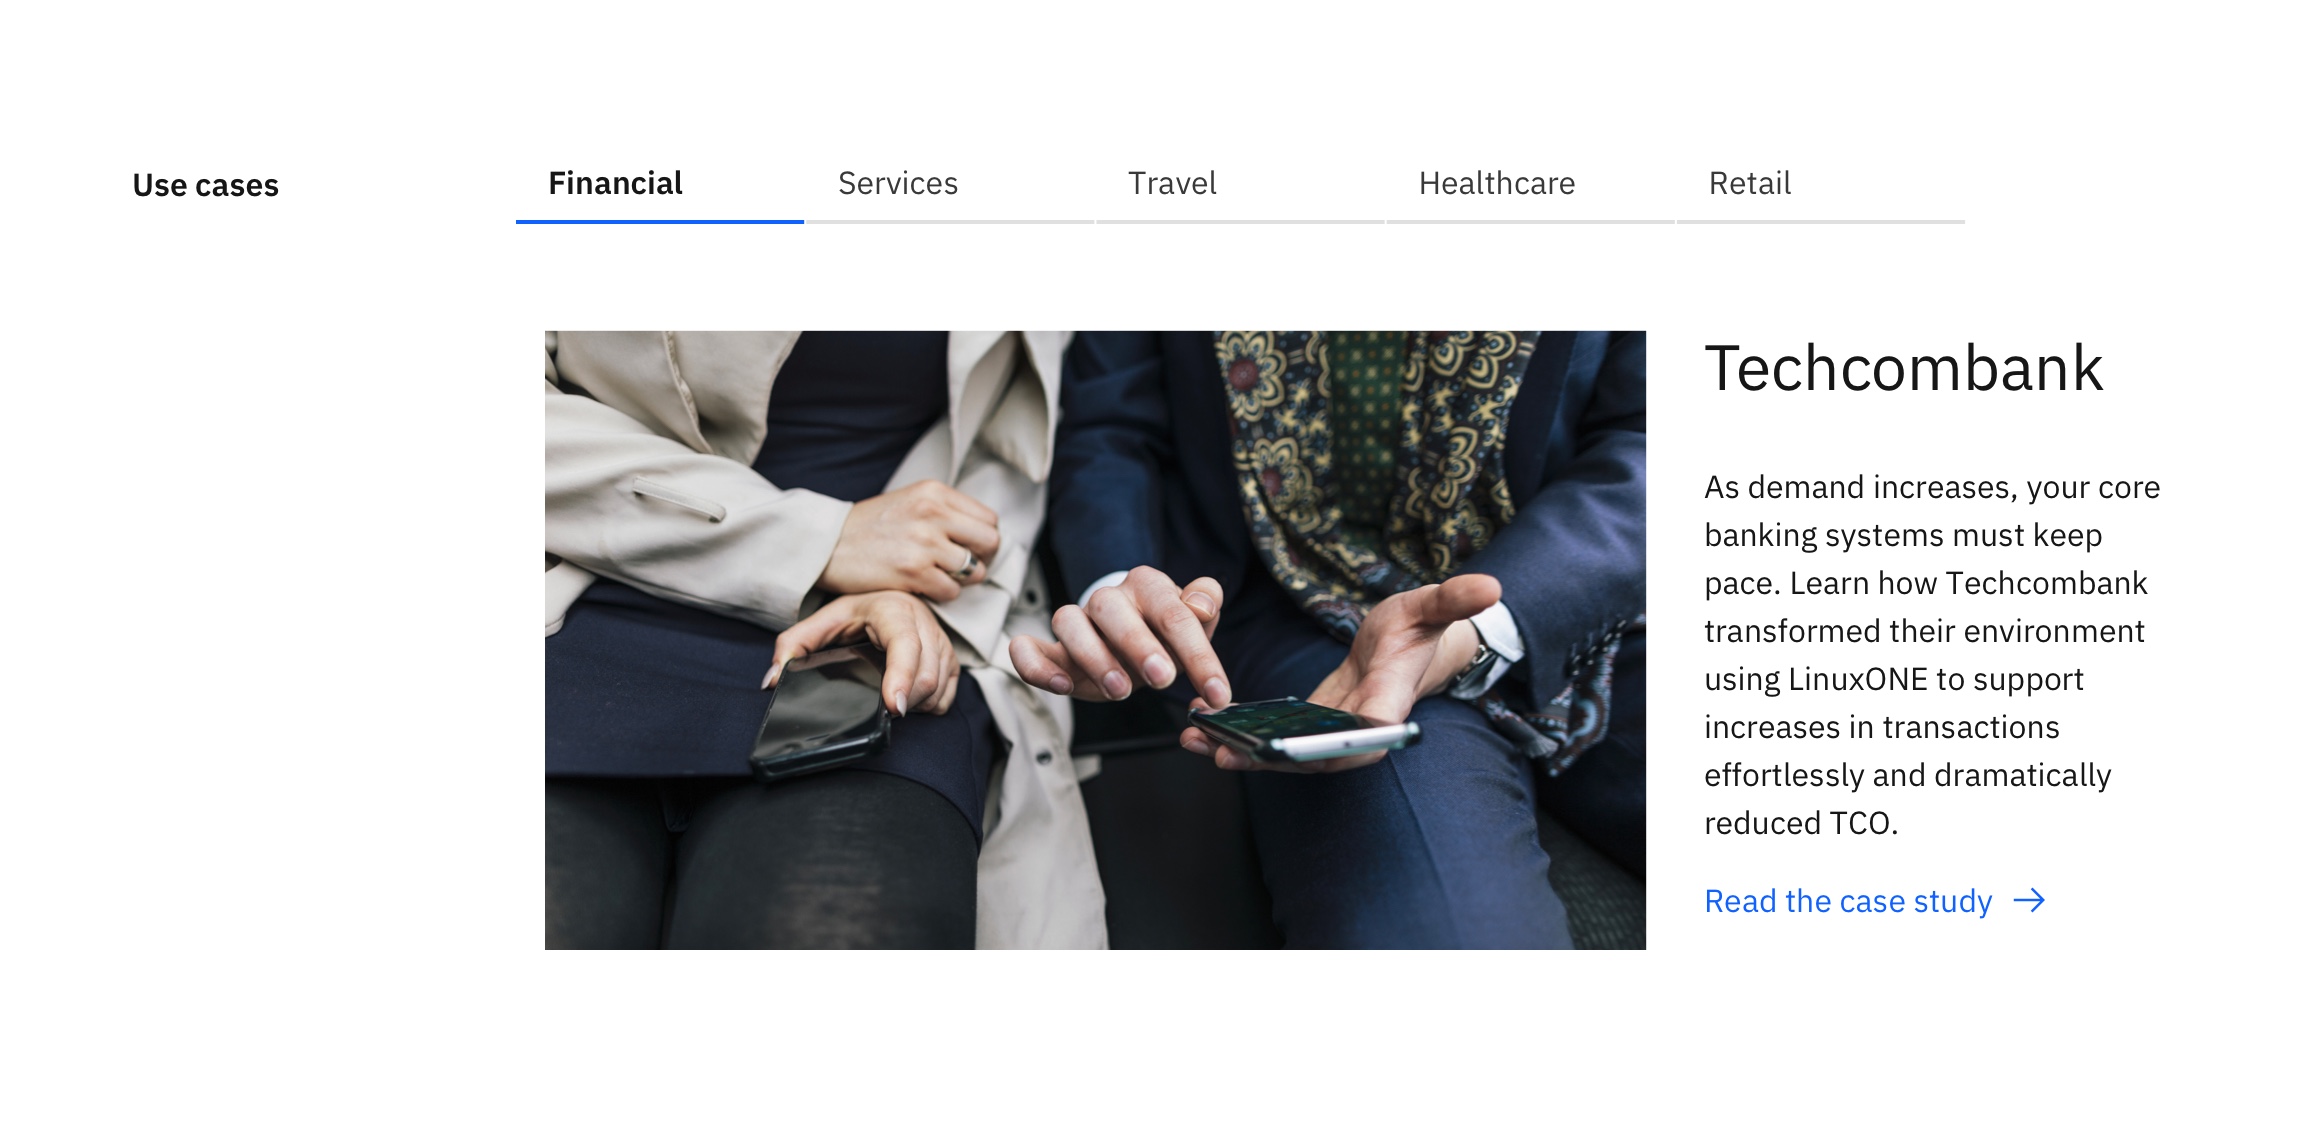 Use cases
Financial
Services
Travel
Healthcare
Retail
Techcombank
As demand increases, your core
banking systems must keep
pace. Learn how Techcombank
transformed their environment
using LinuxONE to support
increases in transactions
effortlessly and dramatically
reduced TCO.
Read the case study →